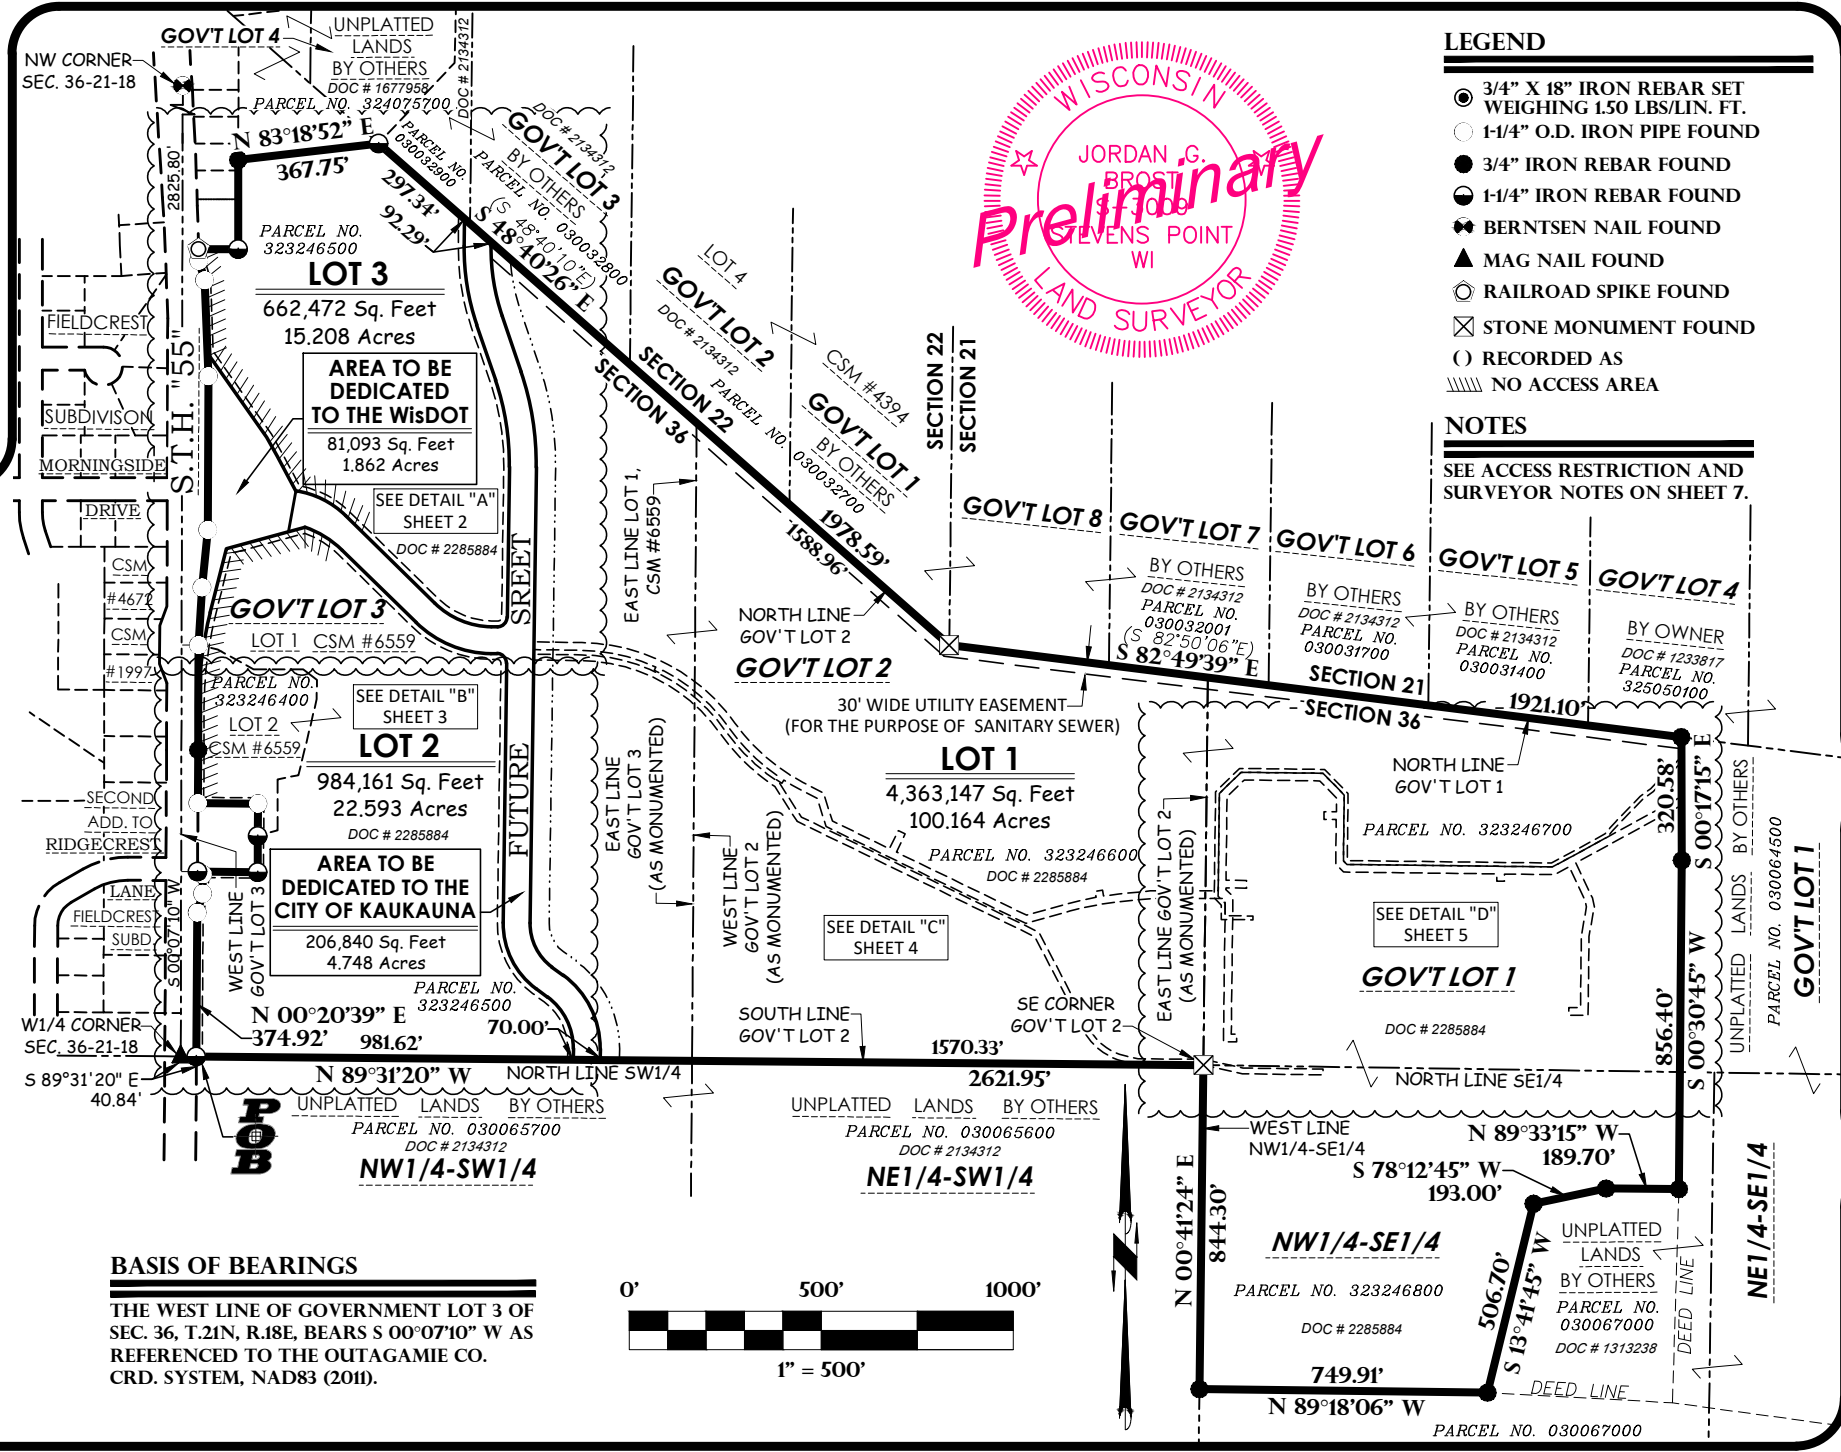 GOV'T LOT 4
NW CORNER
SEC. 36-21-18
UNPLATTED
LANDS
BY OTHERS
DOC # 1677958
PARCEL NO. 324075700
DOC # 2134312
2825.80'
N 83°18'52" E
367.75'
PARCEL NO.
030032900
DOC # 2134312
GOV'T LOT 3
BY OTHERS
PARCEL NO. 030032800
(S 48°40'10"E)
S 48°40'26" E
297.34'
92.29'
PARCEL NO.
323246500
LOT 3
662,472 Sq. Feet
15.208 Acres
AREA TO BE
DEDICATED
TO THE WisDOT
81,093 Sq. Feet
1.862 Acres
SEE DETAIL "A"
SHEET 2
DOC # 2285884
S.T.H. "55"
FIELDCREST
SUBDIVISON
MORNINGSIDE
DRIVE
CSM
#4672
CSM
#1997
GOV'T LOT 3
LOT 1 CSM #6559
PARCEL NO.
323246400
LOT 2
CSM #6559
SEE DETAIL "B"
SHEET 3
LOT 2
984,161 Sq. Feet
22.593 Acres
DOC # 2285884
AREA TO BE
DEDICATED TO THE
CITY OF KAUKAUNA
206,840 Sq. Feet
4.748 Acres
PARCEL NO.
323246500
FUTURE SREET
SECOND
ADD. TO
RIDGECREST
LANE
FIELDCREST
SUBD.
S 00°07'10" W
WEST LINE
GOV'T LOT 3
W1/4 CORNER
SEC. 36-21-18
S 89°31'20" E
40.84'
N 00°20'39" E
374.92'
981.62'
70.00'
N 89°31'20" W
NORTH LINE SW1/4
POB
UNPLATTED LANDS BY OTHERS
PARCEL NO. 030065700
DOC # 2134312
NW1/4-SW1/4
SECTION 22
SECTION 36
LOT 4
GOV'T LOT 2
DOC # 2134312
PARCEL NO. 030032700
CSM #4394
GOV'T LOT 1
BY OTHERS
1978.59'
1588.96'
EAST LINE LOT 1,
CSM #6559
NORTH LINE
GOV'T LOT 2
GOV'T LOT 2
30' WIDE UTILITY EASEMENT
(FOR THE PURPOSE OF SANITARY SEWER)
LOT 1
4,363,147 Sq. Feet
100.164 Acres
PARCEL NO. 323246600
DOC # 2285884
EAST LINE
GOV'T LOT 3
(AS MONUMENTED)
WEST LINE
GOV'T LOT 2
(AS MONUMENTED)
SEE DETAIL "C"
SHEET 4
SOUTH LINE
GOV'T LOT 2
SE CORNER
GOV'T LOT 2
1570.33'
2621.95'
UNPLATTED LANDS BY OTHERS
PARCEL NO. 030065600
DOC # 2134312
NE1/4-SW1/4
WISCONSIN
JORDAN G.
BROST
S-3009
STEVENS POINT
WI
LAND SURVEYOR
Preliminary
SECTION 22
SECTION 21
GOV'T LOT 8
GOV'T LOT 7
BY OTHERS
DOC # 2134312
PARCEL NO.
030032001
(S 82°50'06"E)
S 82°49'39" E
GOV'T LOT 6
BY OTHERS
DOC # 2134312
PARCEL NO.
030031700
GOV'T LOT 5
BY OTHERS
DOC # 2134312
PARCEL NO.
030031400
GOV'T LOT 4
BY OWNER
DOC # 1233817
PARCEL NO.
325050100
SECTION 21
SECTION 36
1921.10'
NORTH LINE
GOV'T LOT 1
PARCEL NO. 323246700
EAST LINE GOV'T LOT 2
(AS MONUMENTED)
SEE DETAIL "D"
SHEET 5
GOV'T LOT 1
DOC # 2285884
NORTH LINE SE1/4
320.58'
S 00°17'15" E
856.40'
S 00°30'45" W
UNPLATTED LANDS BY OTHERS
PARCEL NO. 030064500
GOV'T LOT 1
WEST LINE
NW1/4-SE1/4
N 89°33'15" W
189.70'
S 78°12'45" W
193.00'
N 00°41'24" E
844.30'
NW1/4-SE1/4
PARCEL NO. 323246800
DOC # 2285884
506.70'
S 13°41'45" W
UNPLATTED
LANDS
BY OTHERS
PARCEL NO.
030067000
DOC # 1313238
DEED LINE
NE1/4-SE1/4
749.91'
N 89°18'06" W
DEED LINE
PARCEL NO. 030067000
LEGEND
3/4" X 18" IRON REBAR SET
WEIGHING 1.50 LBS/LIN. FT.
1-1/4" O.D. IRON PIPE FOUND
3/4" IRON REBAR FOUND
1-1/4" IRON REBAR FOUND
BERNTSEN NAIL FOUND
MAG NAIL FOUND
RAILROAD SPIKE FOUND
STONE MONUMENT FOUND
( ) RECORDED AS
NO ACCESS AREA
NOTES
SEE ACCESS RESTRICTION AND
SURVEYOR NOTES ON SHEET 7.
BASIS OF BEARINGS
THE WEST LINE OF GOVERNMENT LOT 3 OF
SEC. 36, T.21N, R.18E, BEARS S 00°07'10" W AS
REFERENCED TO THE OUTAGAMIE CO.
CRD. SYSTEM, NAD83 (2011).
0' 500' 1000'
1" = 500'
N